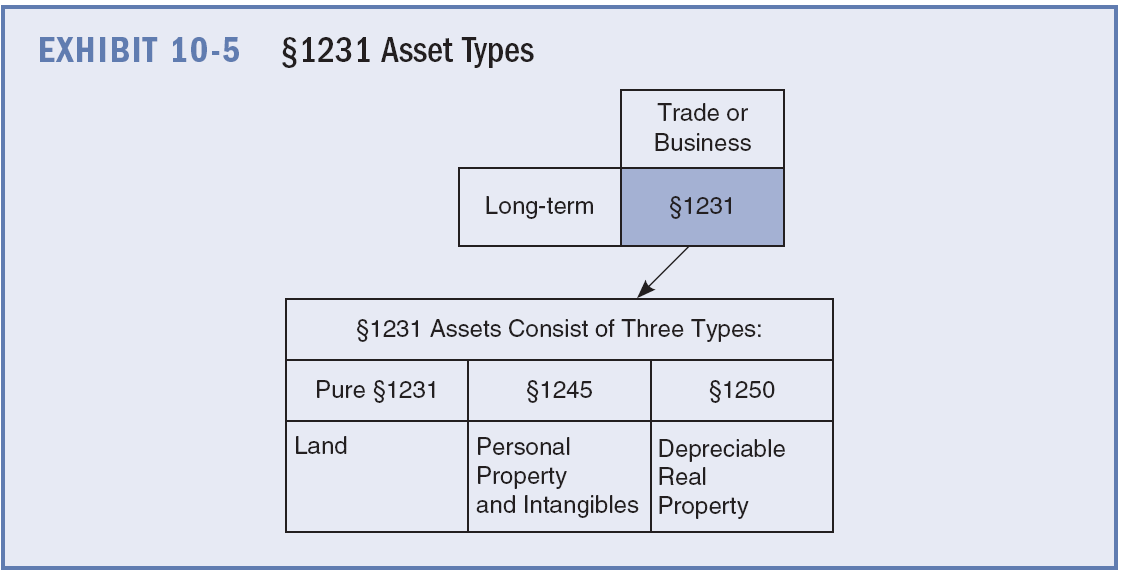 EXHIBIT 10-5 §1231 Asset Types
Trade or
Business
Long-term
§1231
§1231 Assets Consist of Three Types:
Pure §1231
§1245
§1250
Land
Personal
Property
and Intangibles
Depreciable
Real
Property